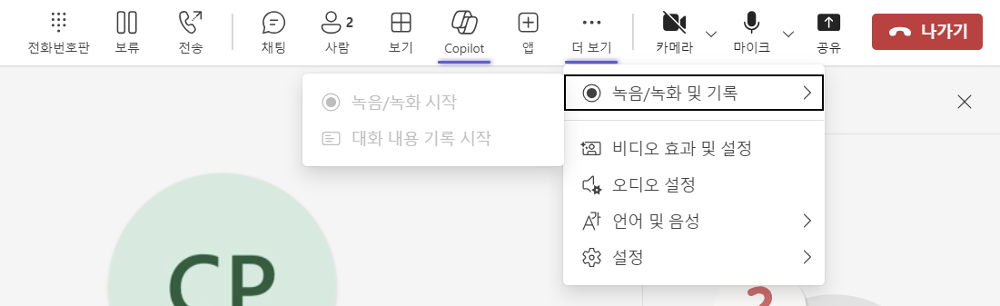 전화번호판
보류
전송
채팅
사람
2
보기
Copilot
앱
더 보기
카메라
마이크
공유
나가기
녹음/녹화 시작
대화 내용 기록 시작
녹음/녹화 및 기록
비디오 효과 및 설정
오디오 설정
언어 및 음성
설정
CP